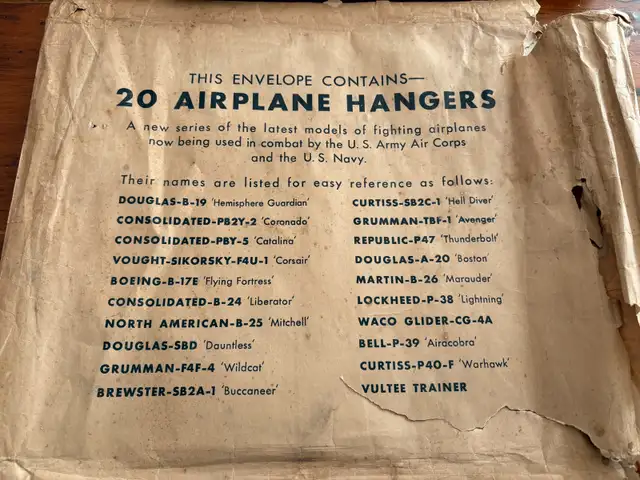 THIS ENVELOPE CONTAINS—
20 AIRPLANE HANGERS
A new series of the latest models of fighting airplanes
now being used in combat by the U. S. Army Air Corps
and the U. S. Navy.
Their names are listed for easy reference as follows:
DOUGLAS-B-19 'Hemisphere Guardian'
CONSOLIDATED-PB2Y-2 'Coronado'
CONSOLIDATED-PBY-5 'Catalina'
VOUGHT-SIKORSKY-F4U-1 'Corsair'
BOEING-B-17E 'Flying Fortress'
CONSOLIDATED-B-24 'Liberator'
NORTH AMERICAN-B-25 'Mitchell'
DOUGLAS-SBD 'Dauntless'
GRUMMAN-F4F-4 'Wildcat'
BREWSTER-SB2A-1 'Buccaneer'
CURTISS-SB2C-1 'Hell Diver'
GRUMMAN-TBF-1 'Avenger'
REPUBLIC-P47 'Thunderbolt'
DOUGLAS-A-20 'Boston'
MARTIN-B-26 'Marauder'
LOCKHEED-P-38 'Lightning'
WACO GLIDER-CG-4A
BELL-P-39 'Airacobra'
CURTISS-P40-F 'Warhawk'
VULTEE TRAINER